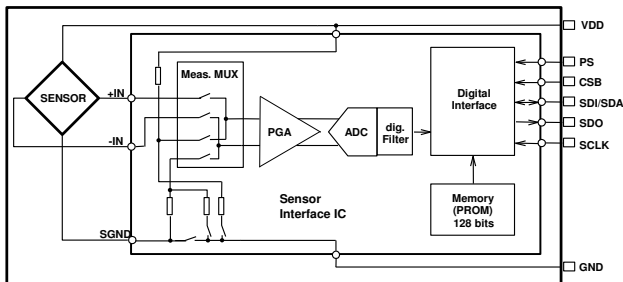 VDD
PS
Meas. MUX
CSB
+IN
Digital
Interface
SENSOR
SDI/SDA
PGA
ADC
dig.
Filter
SDO
-IN
SCLK
Sensor
Interface IC
Memory
(PROM)
128 bits
SGND
GND